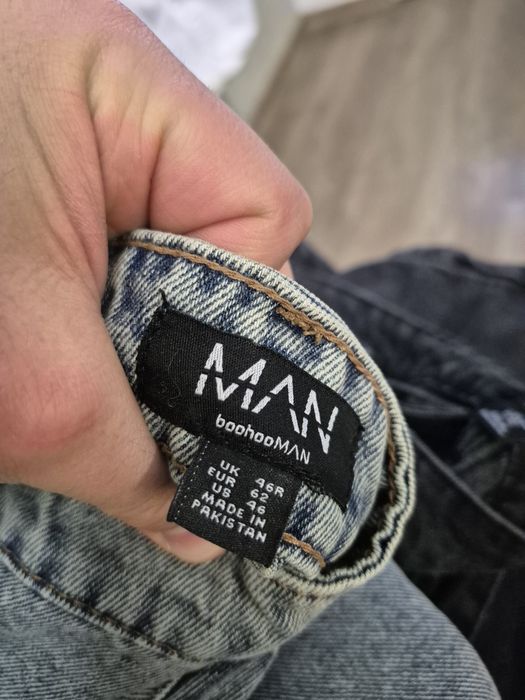 MAN
boohooMAN
UK 46R
EUR 62
US 46
MADE IN
PAKISTAN